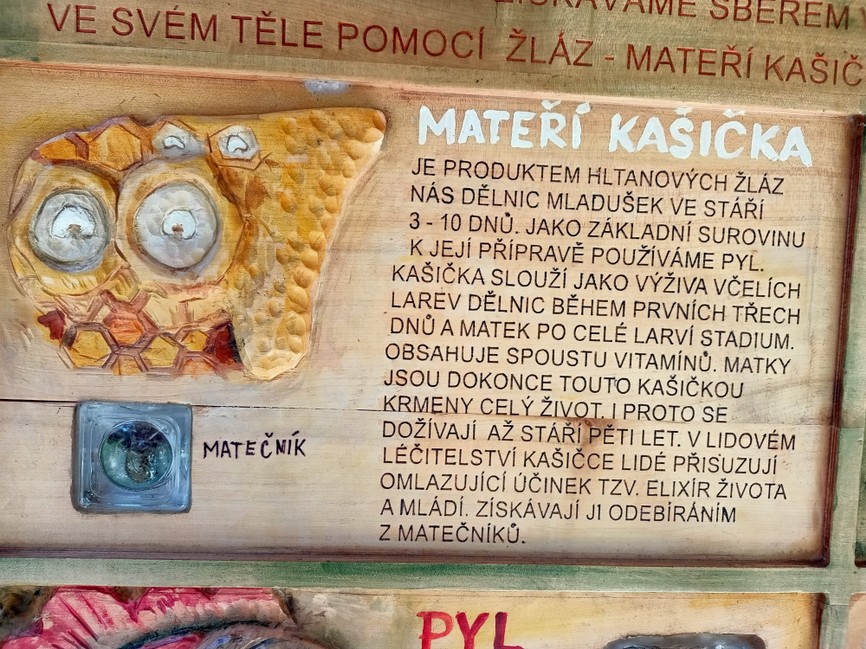 ZÍSKÁVÁME SBĚREM
VE SVÉM TĚLE POMOCÍ ŽLÁZ - MATEŘÍ KAŠIČ
MATEŘÍ KAŠIČKA
JE PRODUKTEM HLTANOVÝCH ŽLÁZ
NÁS DĚLNIC MLADUŠEK VE STÁŘÍ
3 - 10 DNŮ. JAKO ZÁKLADNÍ SUROVINU
K JEJÍ PŘÍPRAVĚ POUŽÍVÁME PYL.
KAŠIČKA SLOUŽÍ JAKO VÝŽIVA VČELÍCH
LAREV DĚLNIC BĚHEM PRVNÍCH TŘECH
DNŮ A MATEK PO CELÉ LARVÍ STADIUM.
OBSAHUJE SPOUSTU VITAMÍNŮ. MATKY
JSOU DOKONCE TOUTO KAŠIČKOU
KRMENY CELÝ ŽIVOT. I PROTO SE
DOŽÍVAJÍ AŽ STÁŘÍ PĚTI LET. V LIDOVÉM
LÉČITELSTVÍ KAŠIČCE LIDÉ PŘISUZUJÍ
OMLAZUJÍCÍ ÚČINEK TZV. ELIXÍR ŽIVOTA
A MLÁDÍ. ZÍSKÁVAJÍ JI ODEBÍRÁNÍM
Z MATEČNÍKŮ.
MATEČNÍK
PYL